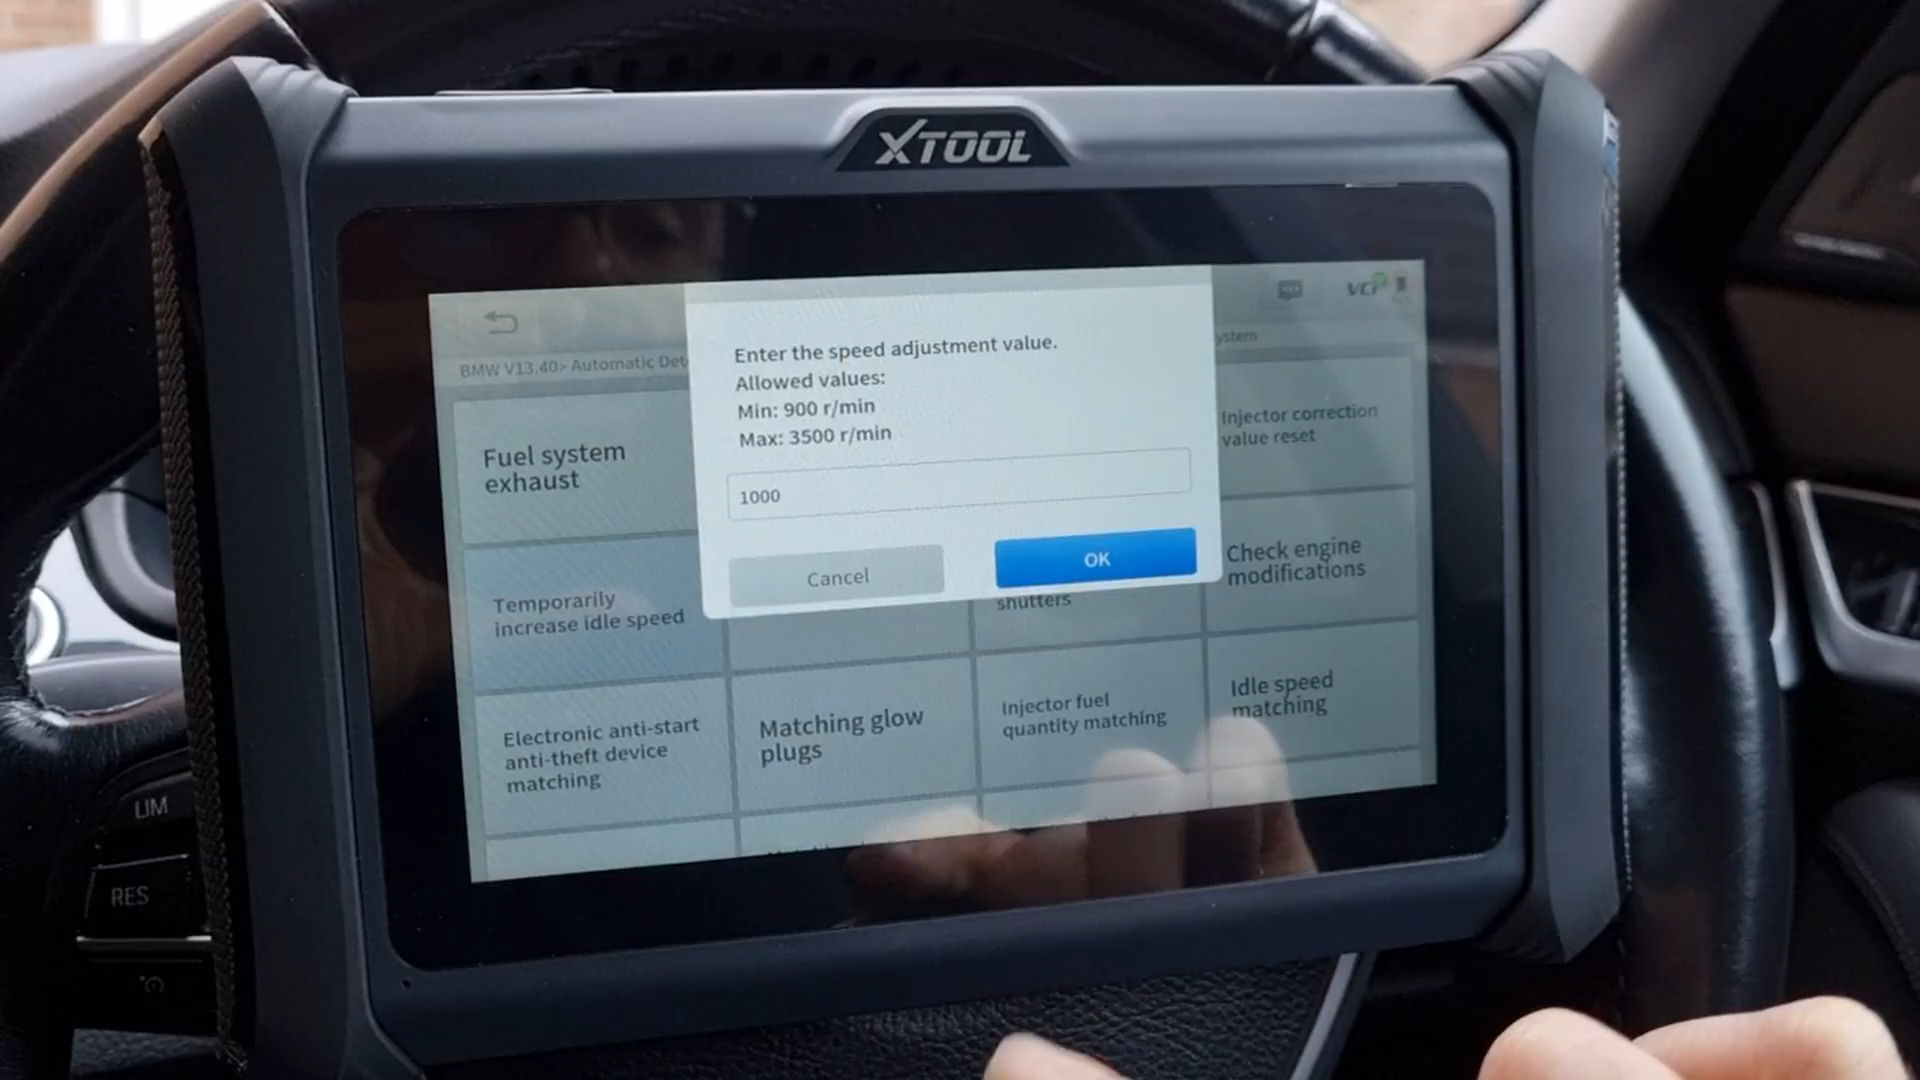 XTOOL
VCI
BMW V13.40> Automatic Det
ystem
Enter the speed adjustment value.
Allowed values:
Min: 900 r/min
Max: 3500 r/min
1000
Cancel
OK
Fuel system
exhaust
Injector correction
value reset
Temporarily
increase idle speed
shutters
Check engine
modifications
Electronic anti-start
anti-theft device
matching
Matching glow
plugs
Injector fuel
quantity matching
Idle speed
matching
LIM
RES